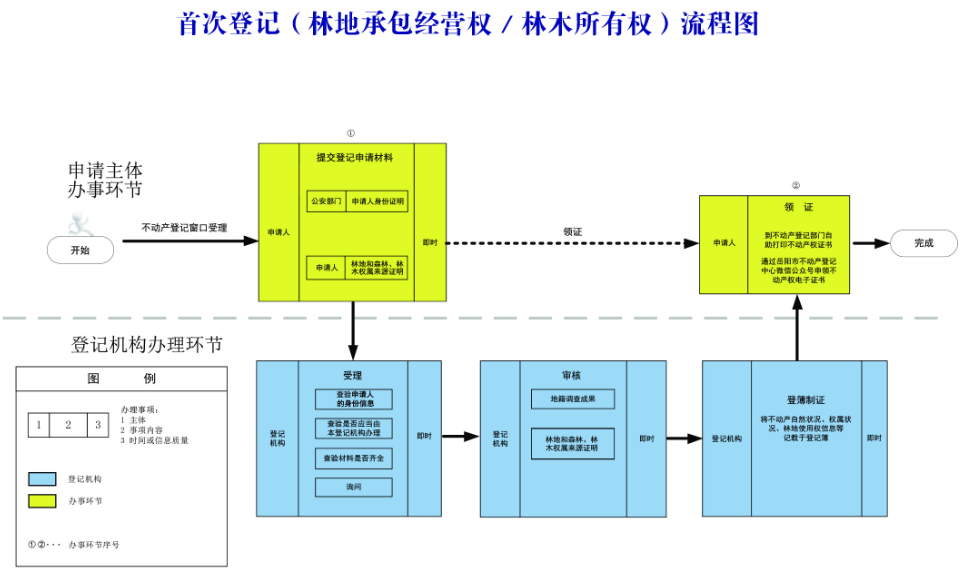 首次登记（林地承包经营权 / 林木所有权）流程图
①
申请主体
办事环节
开始
不动产登记窗口受理
申请人
提交登记申请材料
公安部门
申请人身份证明
申请人
林地和森林、林
木权属来源证明
即时
领证
②
申请人
领 证
到不动产登记部门自
助打印不动产权证书
通过岳阳市不动产登记
中心微信公众号申领不
动产权电子证书
完成
登记机构办理环节
图 例
1 2 3
办理事项：
1 主体
2 事项内容
3 时间或信息质量
登记机构
办事环节
①②··· 办事环节序号
登记
机构
受理
查验申请人
的身份信息
查验是否应当由
本登记机构办理
查验材料是否齐全
询问
即时
登记
机构
审核
地籍调查成果
林地和森林、林
木权属来源证明
即时
登记机构
登簿制证
将不动产自然状况、权属状
况、林地使用权信息等
记载于登记簿
即时